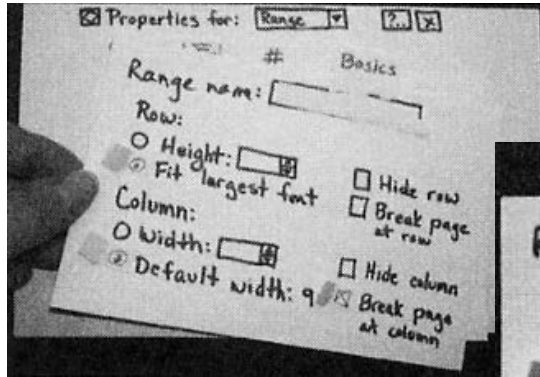 Properties for: Range ?.. x
# Basics
Range name:
Row:
Height:
Fit largest font
Hide row
Break page
at row
Column:
Width:
Default width: 9
Hide column
Break page
at column